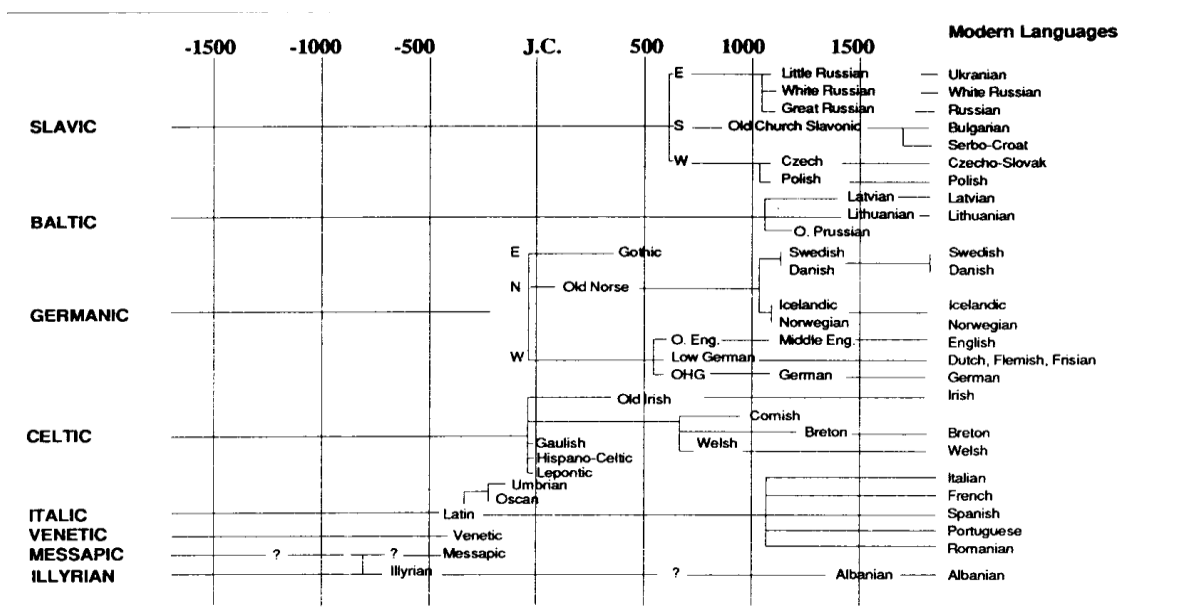 Modern Languages
-1500 -1000 -500 J.C. 500 1000 1500
E Little Russian Ukranian
White Russian White Russian
Great Russian Russian
SLAVIC S Old Church Slavonic Bulgarian
Serbo-Croat
W Czech Czecho-Slovak
Polish Polish
Latvian Latvian
BALTIC Lithuanian Lithuanian
O. Prussian
E Gothic Swedish Swedish
Danish Danish
N Old Norse
Icelandic Icelandic
GERMANIC Norwegian Norwegian
O. Eng. Middle Eng. English
W Low German Dutch, Flemish, Frisian
OHG German German
Old Irish Irish
Cornish
CELTIC Breton Breton
Gaulish Welsh Welsh
Hispano-Celtic
Lepontic Italian
Umbrian
Oscan French
ITALIC Latin Spanish
VENETIC Venetic Portuguese
MESSAPIC ? ? Messapic Romanian
ILLYRIAN Illyrian ? Albanian Albanian